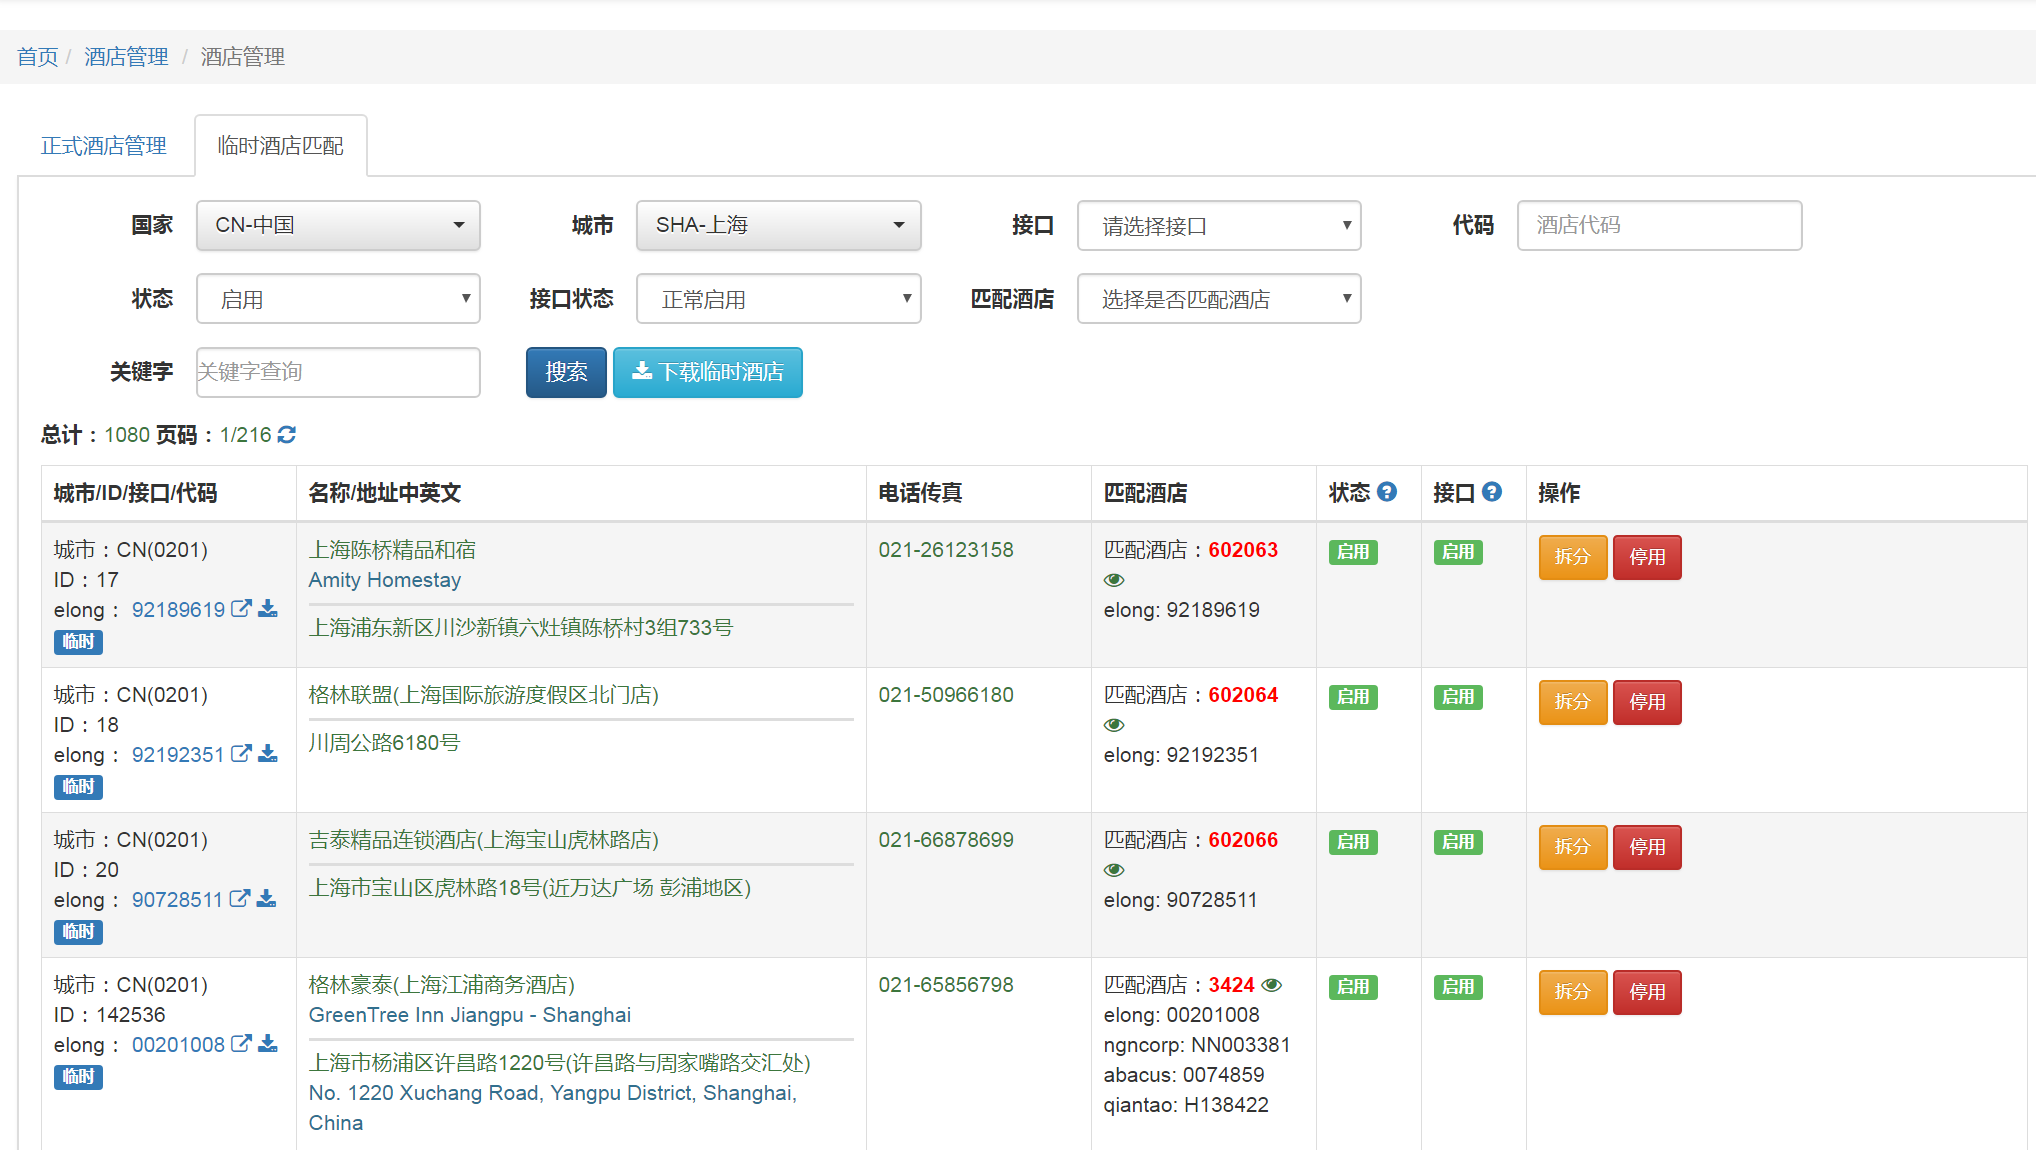 首页 / 酒店管理 / 酒店管理
正式酒店管理 临时酒店匹配
国家 CN-中国 城市 SHA-上海 接口 请选择接口 代码 酒店代码
状态 启用 接口状态 正常启用 匹配酒店 选择是否匹配酒店
关键字 关键字查询 搜索 下载临时酒店
总计：1080 页码：1/216
城市/ID/接口/代码 名称/地址中英文 电话传真 匹配酒店 状态 接口 操作
城市：CN(0201)
ID：17
elong： 92189619
临时
上海陈桥精品和宿
Amity Homestay
上海浦东新区川沙新镇六灶镇陈桥村3组733号
021-26123158
匹配酒店：602063
elong: 92189619
启用
启用
拆分 停用
城市：CN(0201)
ID：18
elong： 92192351
临时
格林联盟(上海国际旅游度假区北门店)
川周公路6180号
021-50966180
匹配酒店：602064
elong: 92192351
启用
启用
拆分 停用
城市：CN(0201)
ID：20
elong： 90728511
临时
吉泰精品连锁酒店(上海宝山虎林路店)
上海市宝山区虎林路18号(近万达广场 彭浦地区)
021-66878699
匹配酒店：602066
elong: 90728511
启用
启用
拆分 停用
城市：CN(0201)
ID：142536
elong： 00201008
临时
格林豪泰(上海江浦商务酒店)
GreenTree Inn Jiangpu - Shanghai
上海市杨浦区许昌路1220号(许昌路与周家嘴路交汇处)
No. 1220 Xuchang Road, Yangpu District, Shanghai,
China
021-65856798
匹配酒店：3424
elong: 00201008
ngncorp: NN003381
abacus: 0074859
qiantao: H138422
启用
启用
拆分 停用